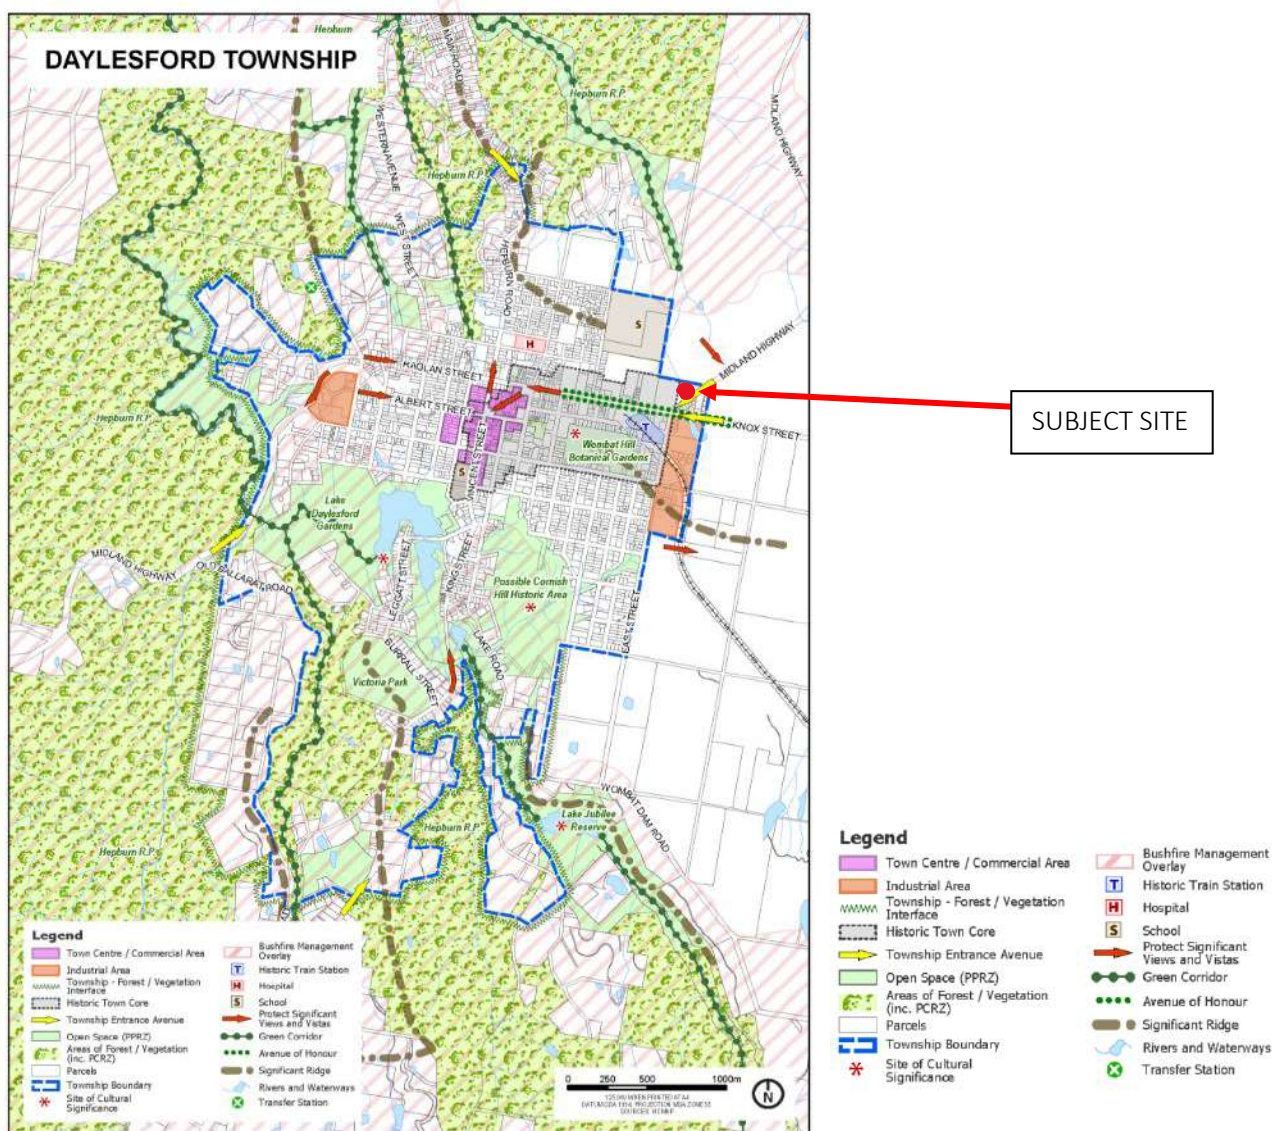 DAYLESFORD TOWNSHIP
Hepburn
MAIN ROAD
Hepburn R.P.
MIDLAND HIGHWAY
WESTERN AVENUE
Hepburn R.P.
WEST STREET
HEPBURN ROAD
S
MIDLAND HIGHWAY
H
RAGLAN STREET
ALBERT STREET
SUBJECT SITE
Hepburn R.P.
T
KNOX STREET
Wombat Hill
Botanical Gardens
VINCENT STREET
S
Lake
Daylesford
Gardens
MIDLAND HIGHWAY
OLD BALLARAT ROAD
LEGGATT STREET
KING STREET
Possible Cornish
Hill Historic Area
EAST STREET
LAKE ROAD
BURRALL STREET
Victoria Park
WOMBAT DAM ROAD
Lake Jubilee
Reserve
Hepburn R.P.
Hepburn R.P.
Legend
Town Centre / Commercial Area
Industrial Area
Township - Forest / Vegetation
Interface
Historic Town Core
Township Entrance Avenue
Open Space (PPRZ)
Areas of Forest / Vegetation
(inc. PCRZ)
Parcels
Township Boundary
Site of Cultural
Significance
Bushfire Management
Overlay
T Historic Train Station
H Hospital
S School
Protect Significant
Views and Vistas
Green Corridor
Avenue of Honour
Significant Ridge
Rivers and Waterways
Transfer Station
0 250 500 1000m
N
Legend
Town Centre / Commercial Area
Industrial Area
Township - Forest / Vegetation
Interface
Historic Town Core
Township Entrance Avenue
Open Space (PPRZ)
Areas of Forest / Vegetation
(inc. PCRZ)
Parcels
Township Boundary
Site of Cultural
Significance
Bushfire Management
Overlay
T Historic Train Station
H Hospital
S School
Protect Significant
Views and Vistas
Green Corridor
Avenue of Honour
Significant Ridge
Rivers and Waterways
Transfer Station